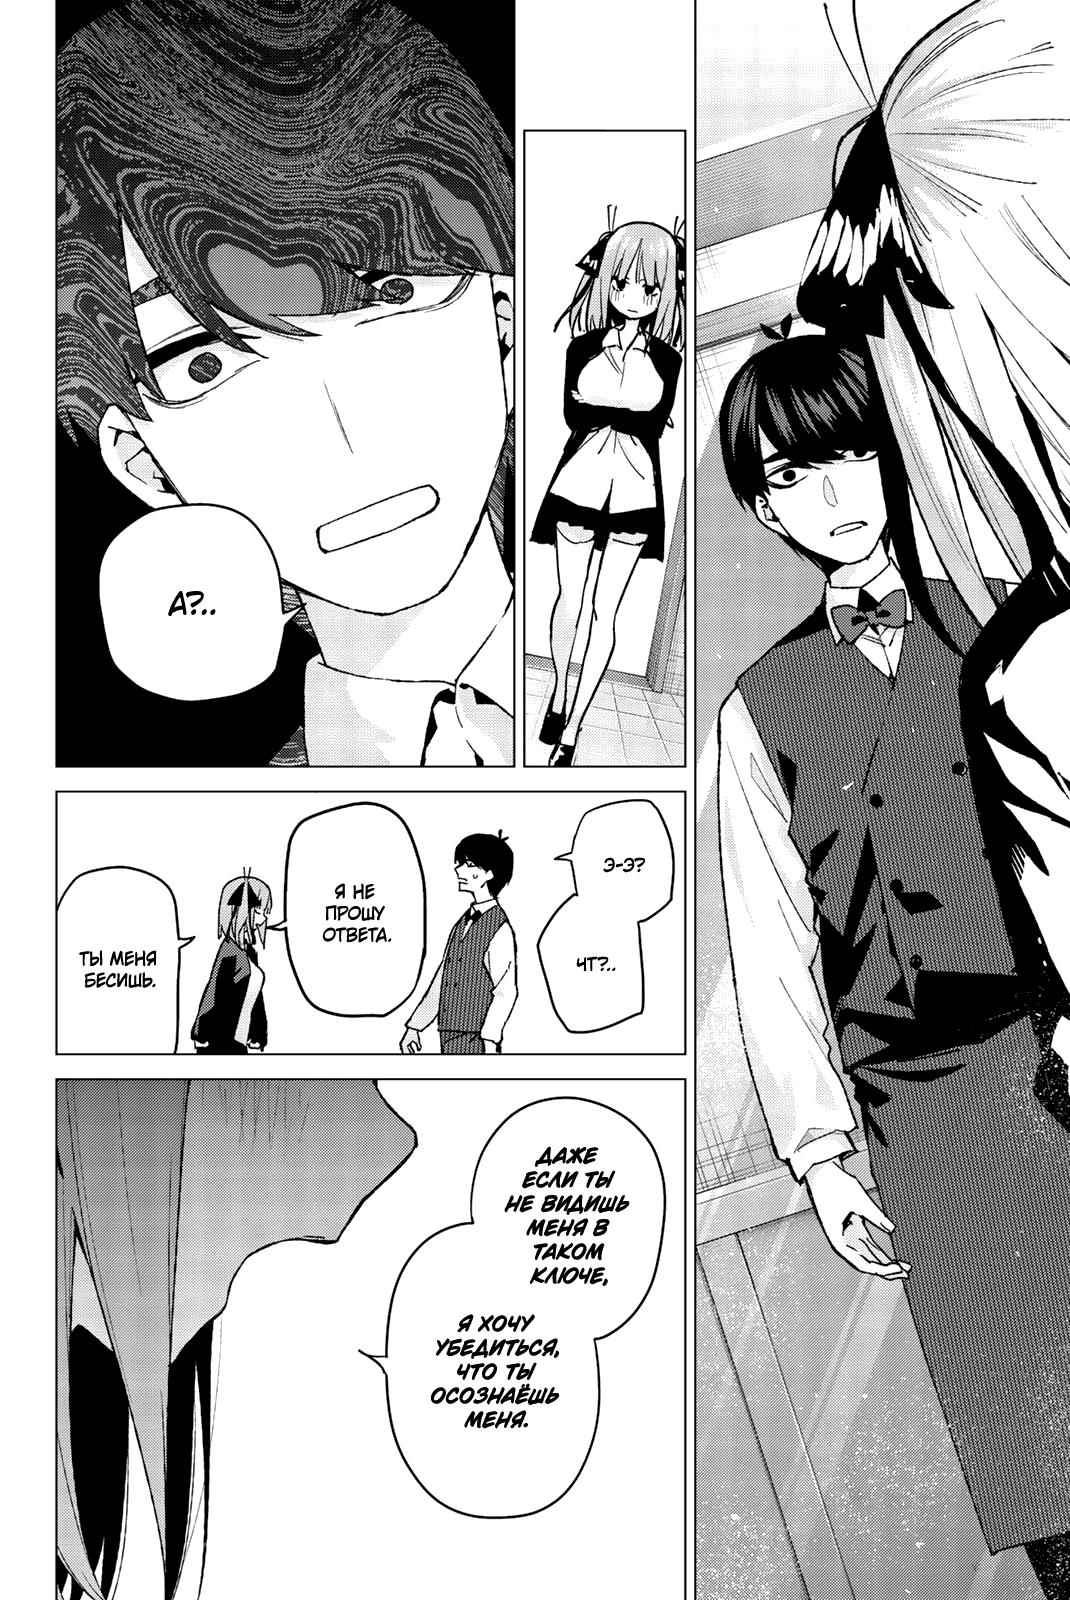 А?..
Э-Э?
ЧТ?..
Я НЕ
ПРОШУ
ОТВЕТА.
ТЫ МЕНЯ
БЕСИШЬ.
ДАЖЕ
ЕСЛИ ТЫ
НЕ ВИДИШЬ
МЕНЯ В
ТАКОМ
КЛЮЧЕ,
Я ХОЧУ
УБЕДИТЬСЯ,
ЧТО ТЫ
ОСОЗНАЁШЬ
МЕНЯ.